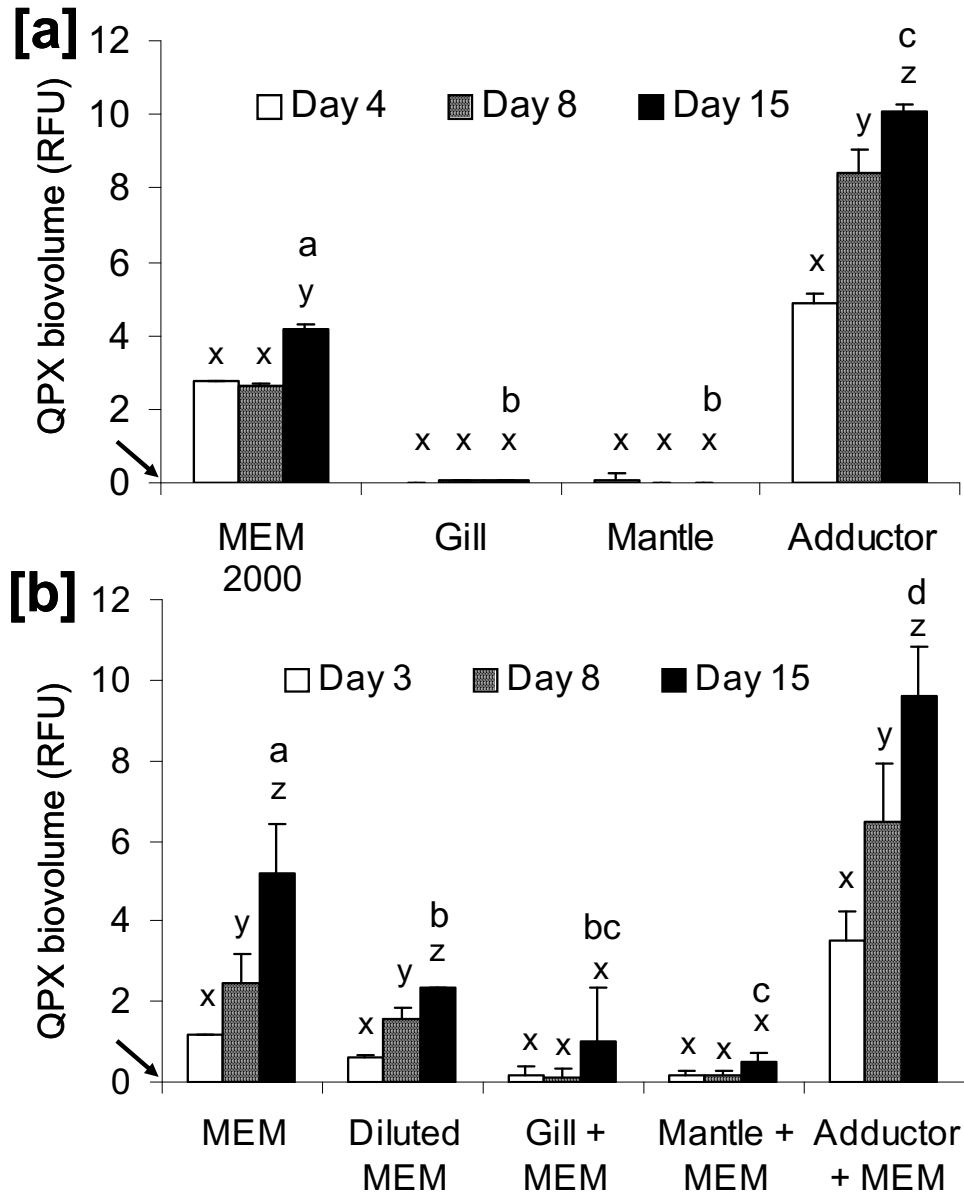 [a]
QPX biovolume (RFU)
12
10
8
6
4
2
0
Day 4 Day 8 Day 15
x x a
y
x x b
x
x x b
x
x y c
z
MEM
2000 Gill Mantle Adductor
[b]
QPX biovolume (RFU)
12
10
8
6
4
2
0
Day 3 Day 8 Day 15
x y a
z
x y b
z
x x bc
x
x x c
x
x y d
z
MEM Diluted
MEM Gill +
MEM Mantle +
MEM Adductor
+ MEM